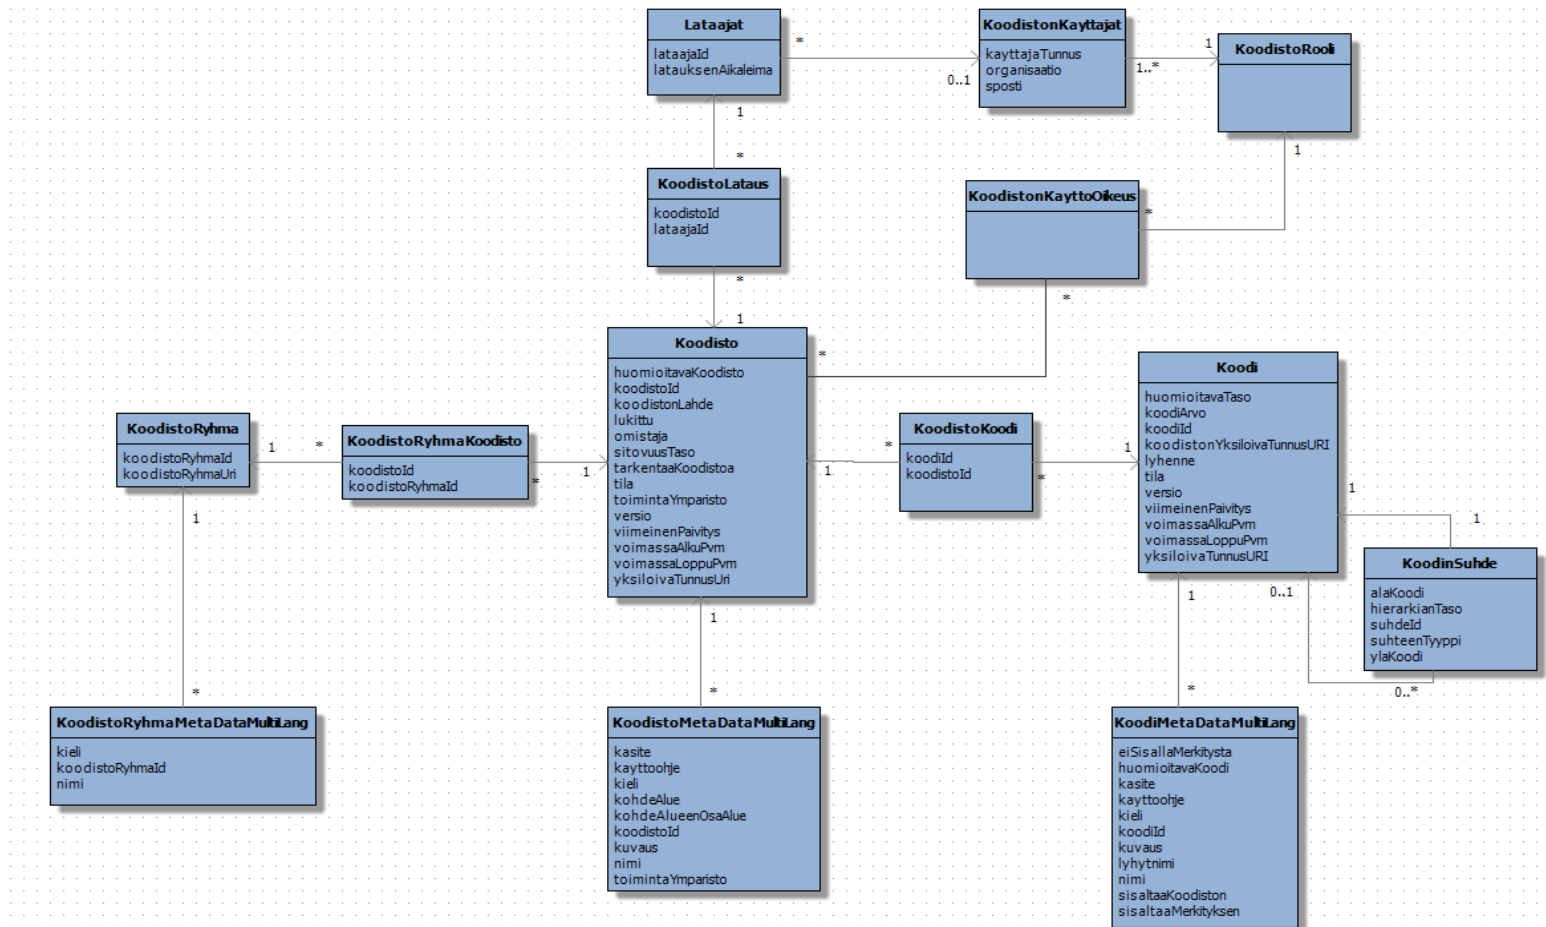 Lataajat
lataajaId
latauksenAikaleima
*
0..1
KoodistonKayttajat
kayttajaTunnus
organisaatio
sposti
1
1..*
KoodistoRooli
1
*
1
KoodistoLataus
koodistoId
lataajaId
KoodistonKayttoOikeus
*
*
*
1
*
Koodisto
huomioitavaKoodisto
koodistoId
koodistonLahde
lukittu
omistaja
sitovuusTaso
tarkentaaKoodistoa
tila
toimintaYmparisto
versio
viimeinenPaivitys
voimassaAlkuPvm
voimassaLoppuPvm
yksiloivaTunnusUri
Koodi
huomioitavaTaso
koodiArvo
koodiId
koodistonYksiloivaTunnusURI
lyhenne
tila
versio
viimeinenPaivitys
voimassaAlkuPvm
voimassaLoppuPvm
yksiloivaTunnusURI
KoodistoRyhma
koodistoRyhmaId
koodistoRyhmaUri
1
*
KoodistoRyhmaKoodisto
koodistoId
koodistoRyhmaId
1
*
*
1
KoodistoKoodi
koodiId
koodistoId
1
*
1
1
KoodinSuhde
alaKoodi
hierarkianTaso
suhdeId
suhteenTyyppi
ylaKoodi
1
1
1
0..1
*
*
*
0..*
KoodistoRyhmaMetaDataMultiLang
kieli
koodistoRyhmaId
nimi
KoodistoMetaDataMultiLang
kasite
kayttoohje
kieli
kohdeAlue
kohdeAlueenOsaAlue
koodistoId
kuvaus
nimi
toimintaYmparisto
KoodiMetaDataMultiLang
eiSisallaMerkitysta
huomioitavaKoodi
kasite
kayttoohje
kieli
koodiId
kuvaus
lyhytnimi
nimi
sisaltaaKoodiston
sisaltaaMerkityksen